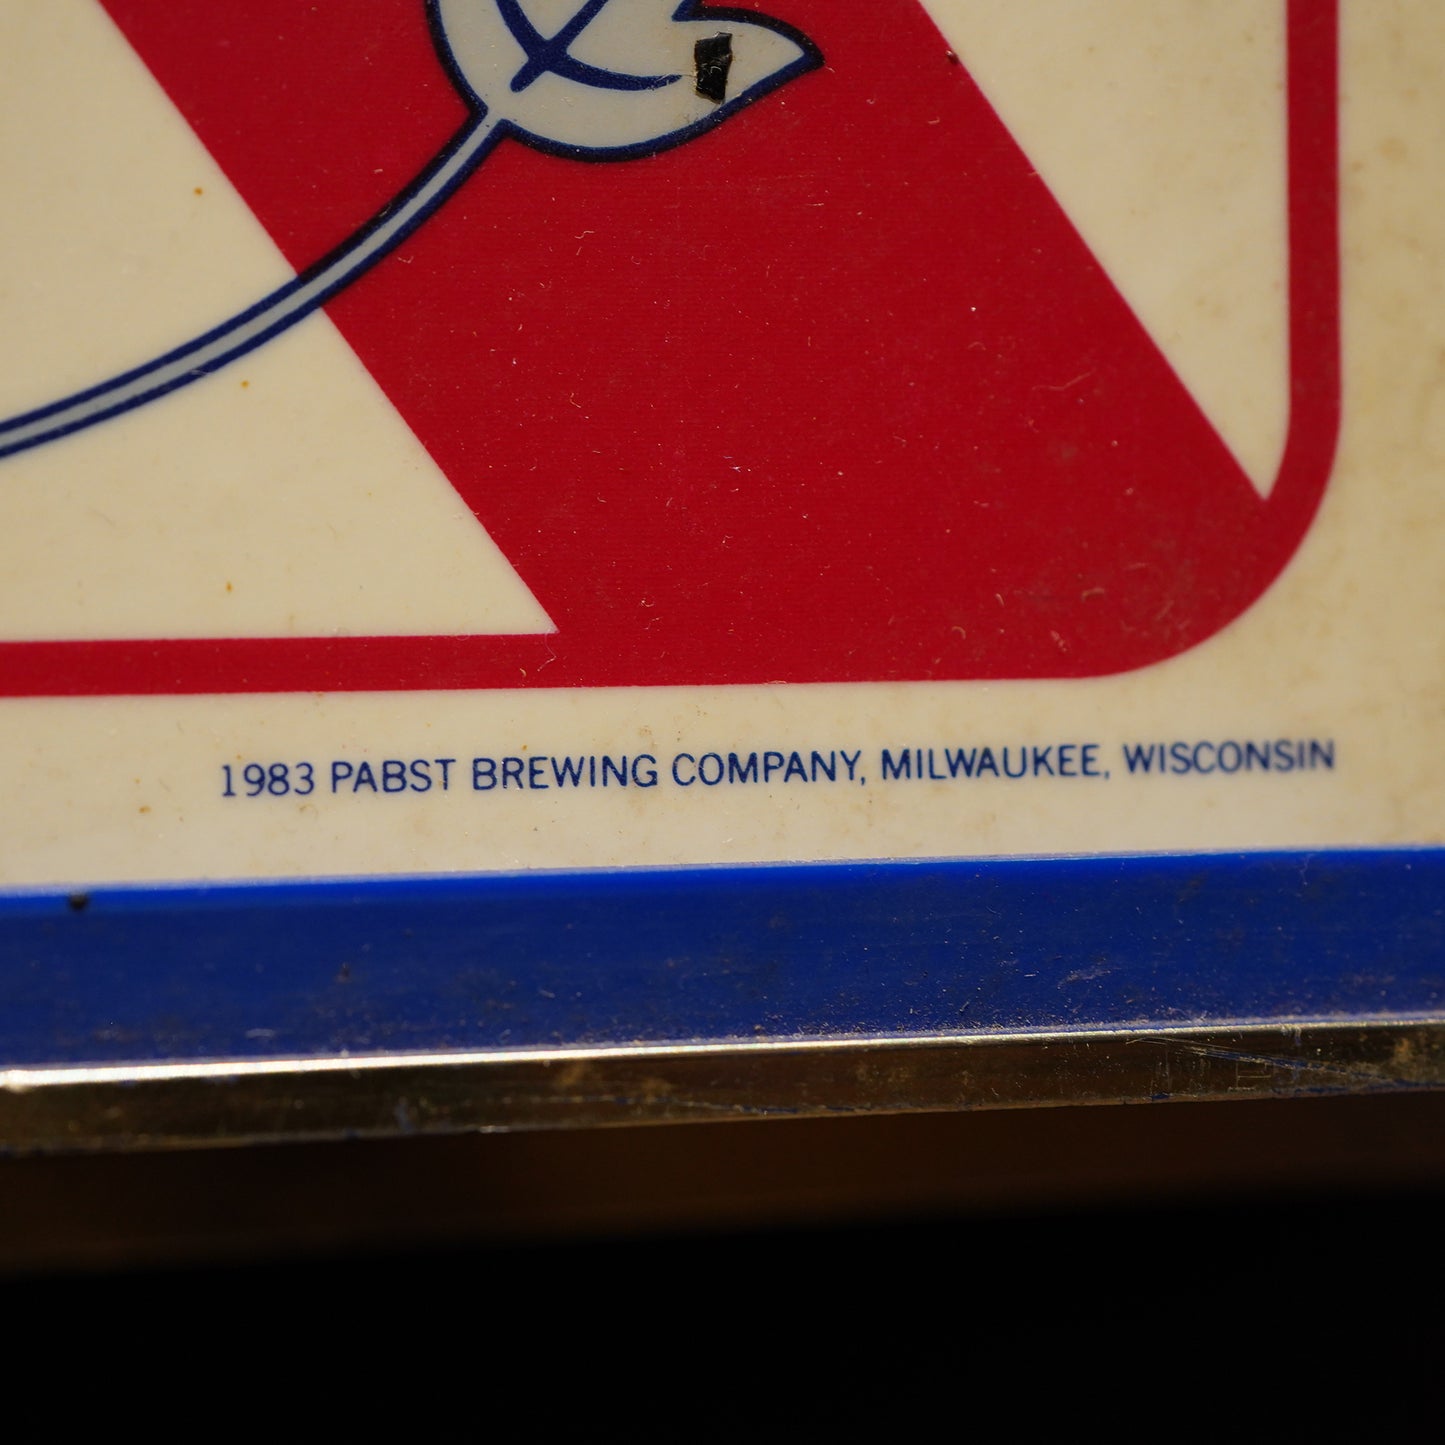 1983 PABST BREWING COMPANY, MILWAUKEE, WISCONSIN